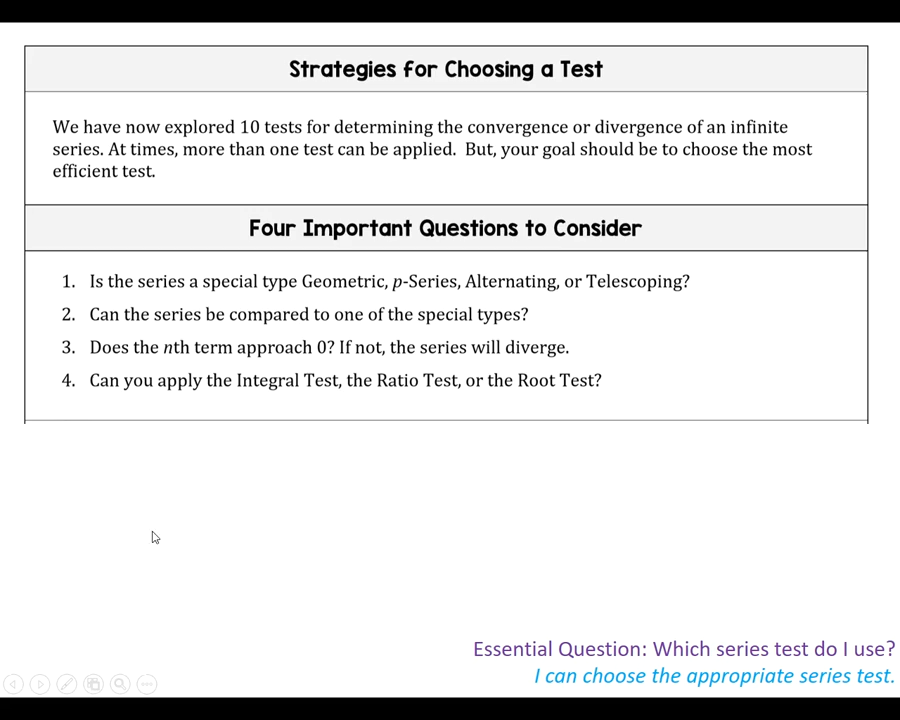 Strategies for Choosing a Test
We have now explored 10 tests for determining the convergence or divergence of an infinite
series. At times, more than one test can be applied.  But, your goal should be to choose the most
efficient test.
Four Important Questions to Consider
1. Is the series a special type Geometric, p-Series, Alternating, or Telescoping?
2. Can the series be compared to one of the special types?
3. Does the nth term approach 0? If not, the series will diverge.
4. Can you apply the Integral Test, the Ratio Test, or the Root Test?
Essential Question: Which series test do I use?
I can choose the appropriate series test.